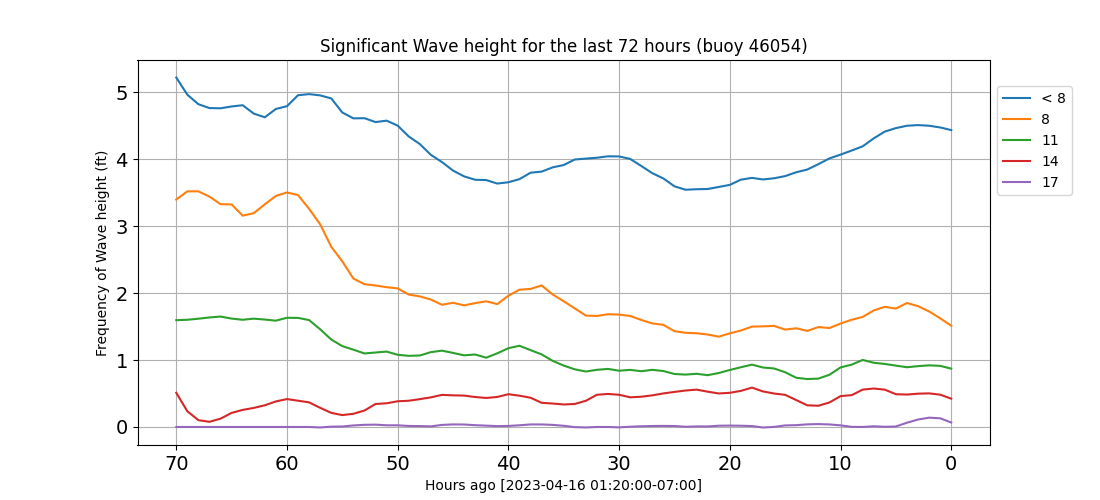 Significant Wave height for the last 72 hours (buoy 46054)
Frequency of Wave height (ft)
5
4
3
2
1
0
70 60 50 40 30 20 10 0
Hours ago [2023-04-16 01:20:00-07:00]
< 8
8
11
14
17